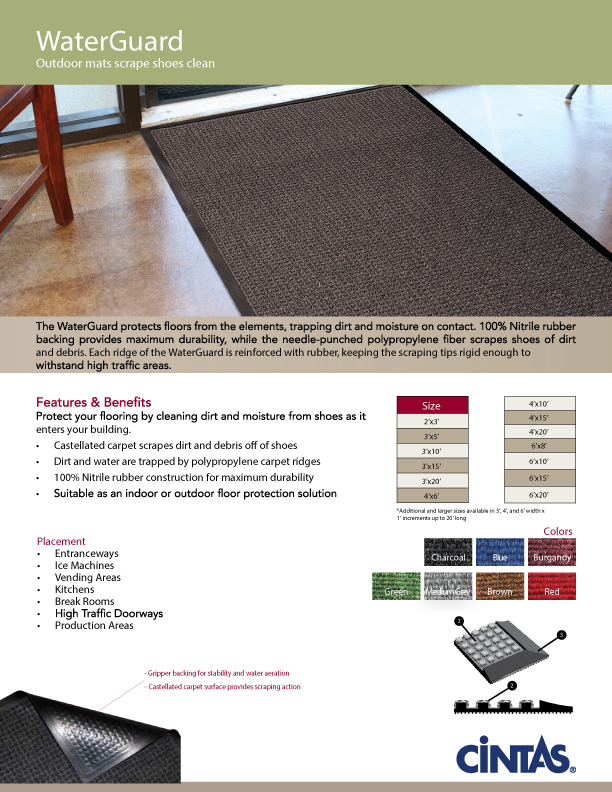 WaterGuard
Outdoor mats scrape shoes clean
The WaterGuard protects floors from the elements, trapping dirt and moisture on contact. 100% Nitrile rubber
backing provides maximum durability, while the needle-punched polypropylene fiber scrapes shoes of dirt
and debris. Each ridge of the WaterGuard is reinforced with rubber, keeping the scraping tips rigid enough to
withstand high traffic areas.
Features & Benefits
Protect your flooring by cleaning dirt and moisture from shoes as it
enters your building.
• Castellated carpet scrapes dirt and debris off of shoes
• Dirt and water are trapped by polypropylene carpet ridges
• 100% Nitrile rubber construction for maximum durability
• Suitable as an indoor or outdoor floor protection solution
Placement
• Entranceways
• Ice Machines
• Vending Areas
• Kitchens
• Break Rooms
• High Traffic Doorways
• Production Areas
- Gripper backing for stability and water aeration
- Castellated carpet surface provides scraping action
Size
2'x3'
3'x5'
3'x10'
3'x15'
3'x20'
4'x6'
4'x10'
4'x15'
4'x20'
6'x8'
6'x10'
6'x15'
6'x20'
*Additional and larger sizes available in 3', 4', and 6' width x
1' increments up to 20' long
Colors
Charcoal Blue Burgandy
Green Medium Grey Brown Red
1
3
2
CINTAS®